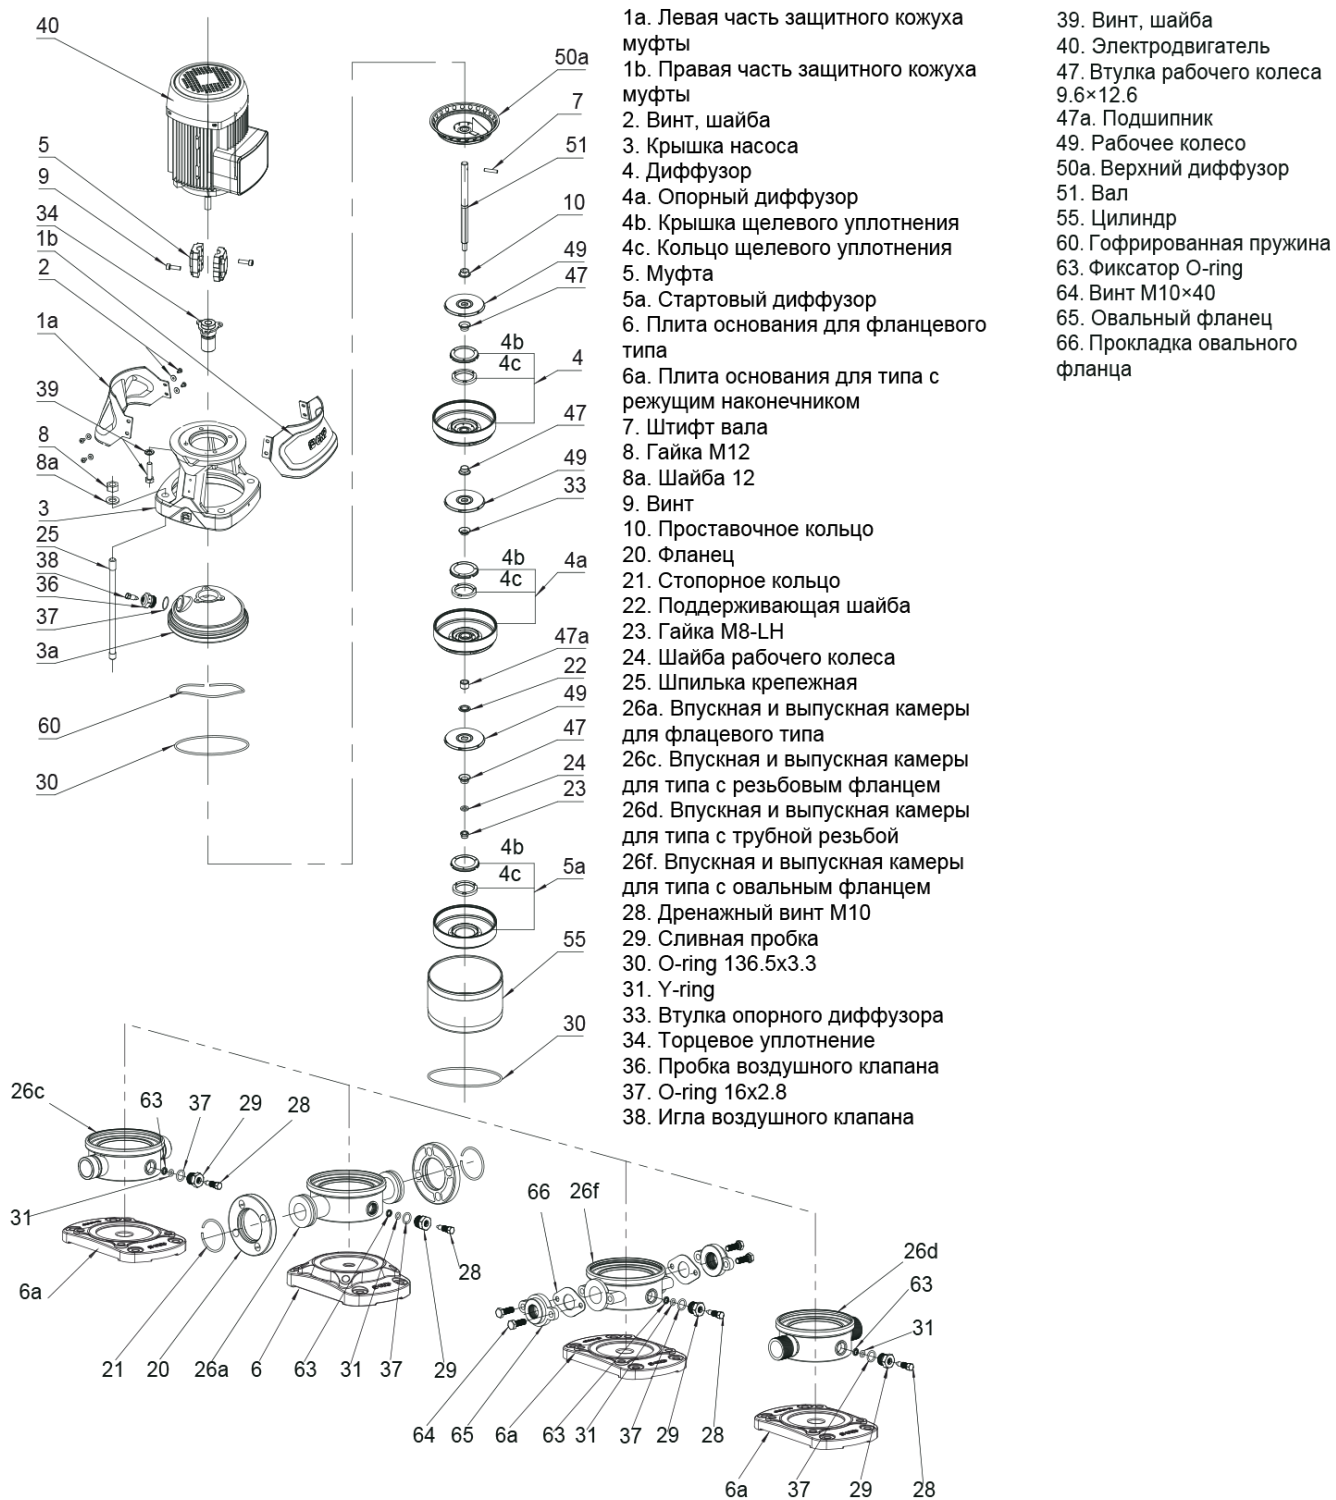 40
5
9
34
1b
2
1a
39
8
8a
3
25
38
36
37
3a
60
30
50a
7
51
10
49
47
4b
4c
4
47
49
33
4b
4c
4a
47a
22
49
47
24
23
4b
4c
5a
55
30
26c
63
37
29
28
31
6a
21
20
26a
6
63
31
37
29
28
66
26f
64
65
6a
63
31
37
29
28
26d
63
31
6a
37
29
28
1a. Левая часть защитного кожуха
муфты
1b. Правая часть защитного кожуха
муфты
2. Винт, шайба
3. Крышка насоса
4. Диффузор
4a. Опорный диффузор
4b. Крышка щелевого уплотнения
4c. Кольцо щелевого уплотнения
5. Муфта
5a. Стартовый диффузор
6. Плита основания для фланцевого
типа
6a. Плита основания для типа с
режущим наконечником
7. Штифт вала
8. Гайка M12
8a. Шайба 12
9. Винт
10. Проставочное кольцо
20. Фланец
21. Стопорное кольцо
22. Поддерживающая шайба
23. Гайка M8-LH
24. Шайба рабочего колеса
25. Шпилька крепежная
26a. Впускная и выпускная камеры
для флацевого типа
26c. Впускная и выпускная камеры
для типа с резьбовым фланцем
26d. Впускная и выпускная камеры
для типа с трубной резьбой
26f. Впускная и выпускная камеры
для типа с овальным фланцем
28. Дренажный винт M10
29. Сливная пробка
30. O-ring 136.5x3.3
31. Y-ring
33. Втулка опорного диффузора
34. Торцевое уплотнение
36. Пробка воздушного клапана
37. O-ring 16x2.8
38. Игла воздушного клапана
39. Винт, шайба
40. Электродвигатель
47. Втулка рабочего колеса
9.6×12.6
47a. Подшипник
49. Рабочее колесо
50a. Верхний диффузор
51. Вал
55. Цилиндр
60. Гофрированная пружина
63. Фиксатор O-ring
64. Винт M10×40
65. Овальный фланец
66. Прокладка овального
фланца